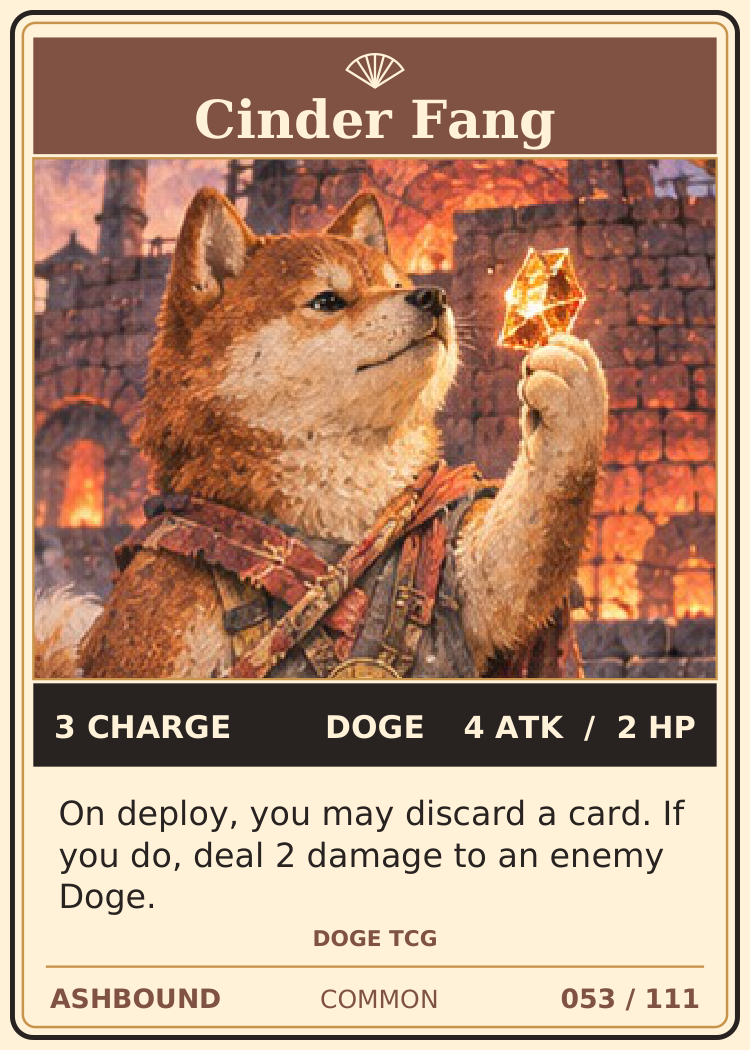 Cinder Fang
3 CHARGE DOGE 4 ATK / 2 HP
On deploy, you may discard a card. If
you do, deal 2 damage to an enemy
Doge.
DOGE TCG
ASHBOUND COMMON 053 / 111